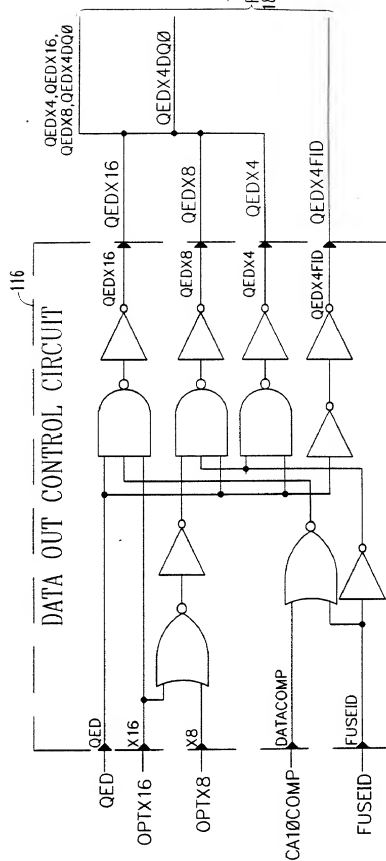 116
DATA OUT CONTROL CIRCUIT
QEDX4,QEDX16,
QEDX8,QEDX4DQ0
QED
QED
QEDX16
QEDX16
X16
OPTX16
QEDX4DQ0
X8
OPTX8
QEDX8
QEDX8
DATACOMP
CA10COMP
QEDX4
QEDX4
FUSEID
FUSEID
QEDX4FID
QEDX4FID